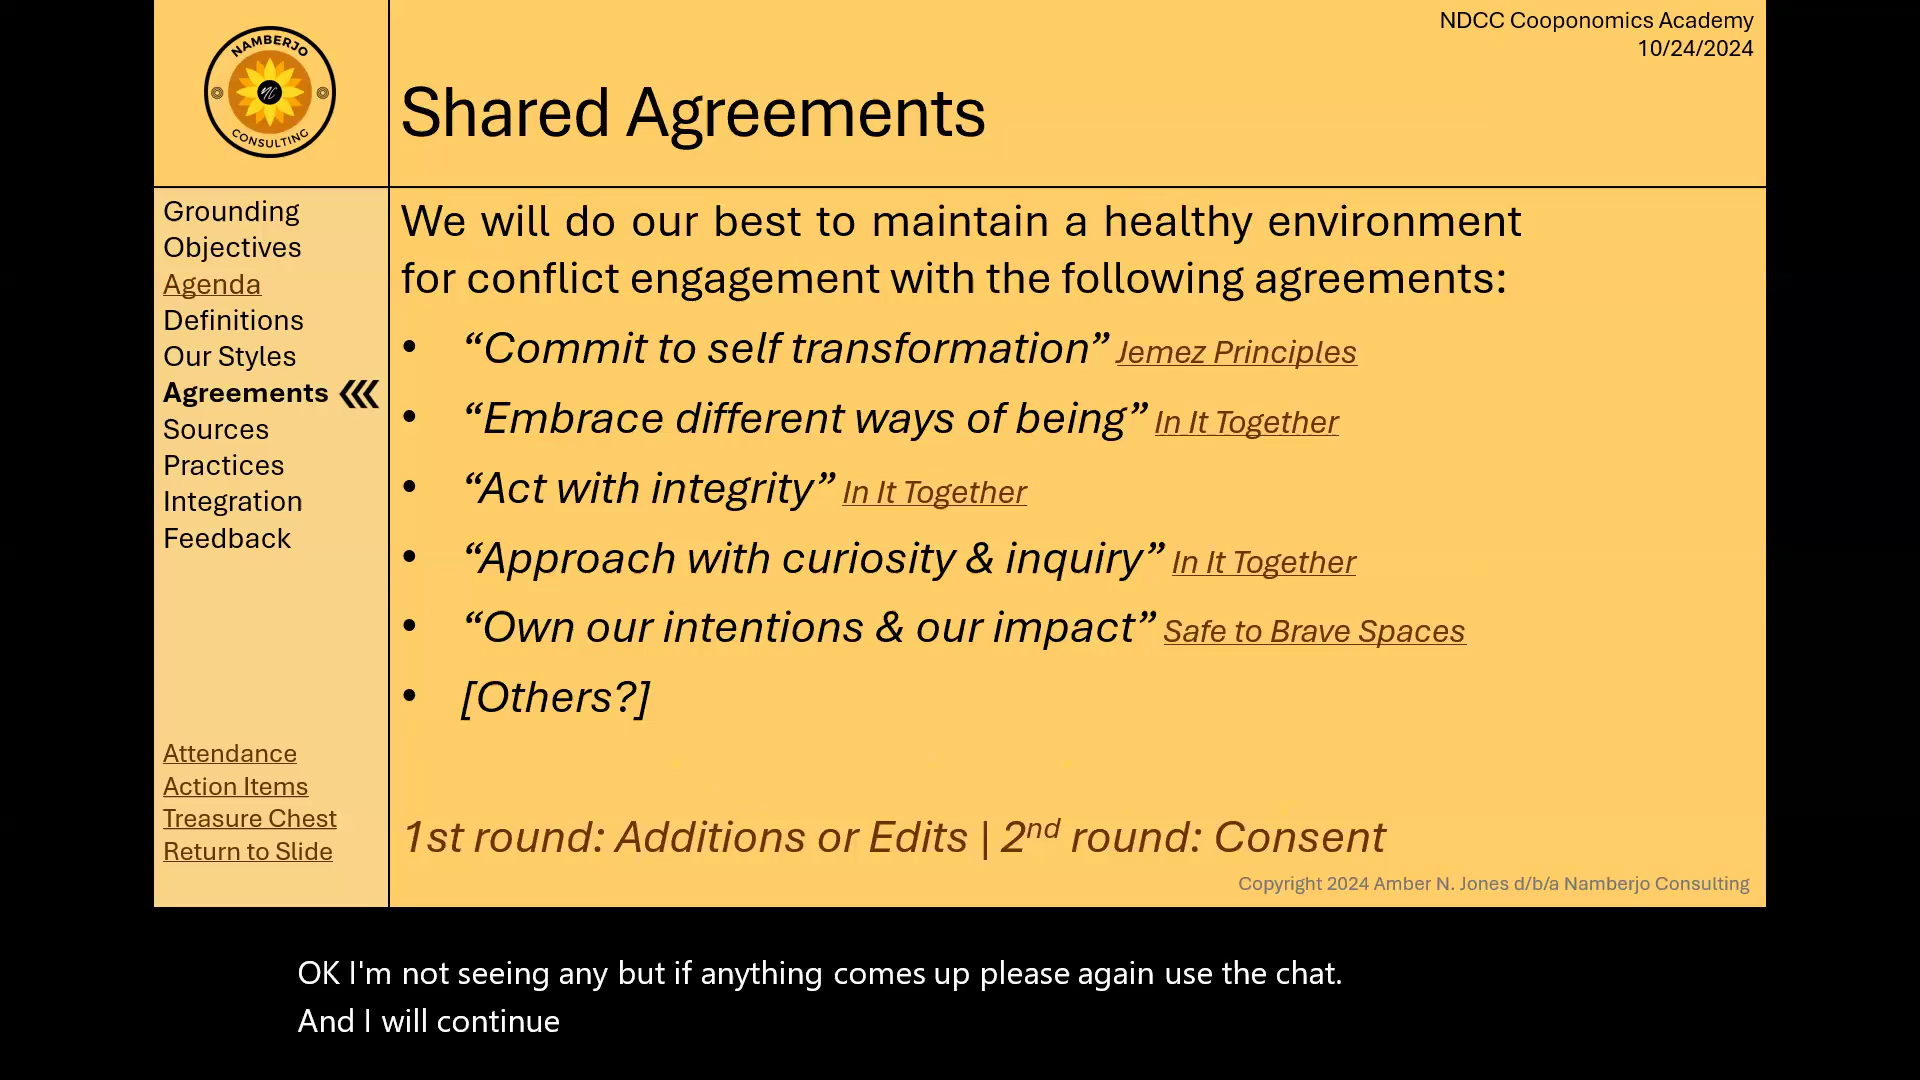 NAMBERJO
CONSULTING
NDCC Cooponomics Academy
10/24/2024
Shared Agreements
Grounding
Objectives
Agenda
Definitions
Our Styles
Agreements
Sources
Practices
Integration
Feedback
Attendance
Action Items
Treasure Chest
Return to Slide
We will do our best to maintain a healthy environment
for conflict engagement with the following agreements:
• “Commit to self transformation” Jemez Principles
• “Embrace different ways of being” In It Together
• “Act with integrity” In It Together
• “Approach with curiosity & inquiry” In It Together
• “Own our intentions & our impact” Safe to Brave Spaces
• [Others?]
1st round: Additions or Edits | 2nd round: Consent
Copyright 2024 Amber N. Jones d/b/a Namberjo Consulting
OK I'm not seeing any but if anything comes up please again use the chat.
And I will continue